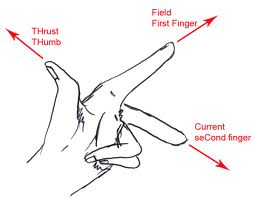 THrust
THumb
Field
First Finger
Current
seCond finger